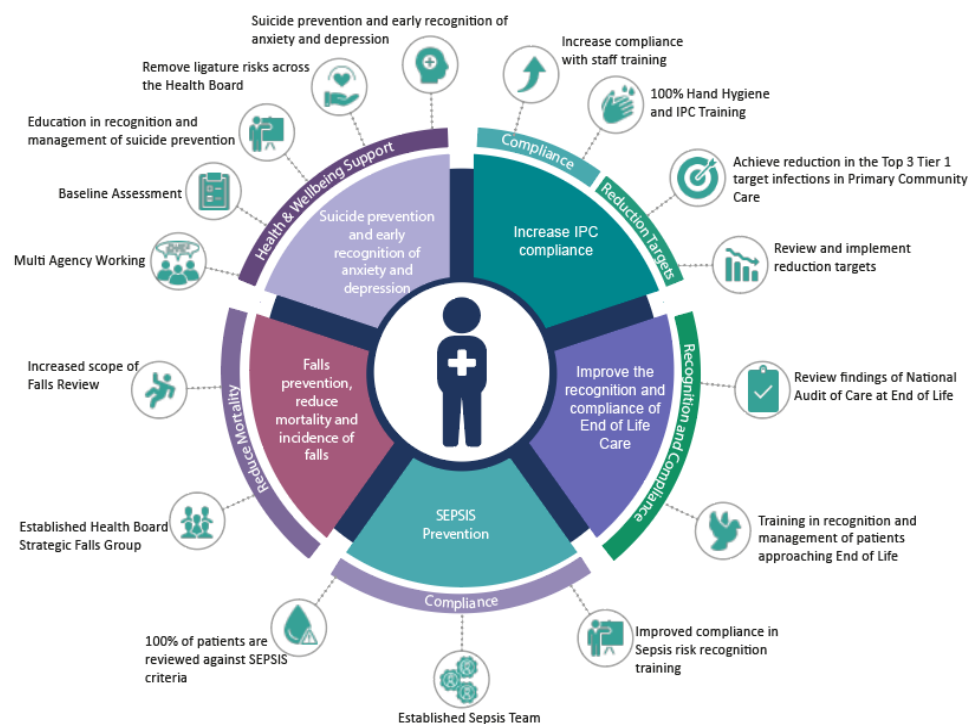 Suicide prevention and early recognition of
anxiety and depression
Remove ligature risks across
the Health Board
Education in recognition and
management of suicide prevention
Baseline Assessment
Multi Agency Working
Health & Wellbeing Support
Suicide prevention
and early
recognition of
anxiety and
depression
Increase compliance
with staff training
100% Hand Hygiene
and IPC Training
Achieve reduction in the Top 3 Tier 1
target infections in Primary Community
Care
Review and implement
reduction targets
Compliance
Reduction Targets
Increase IPC
compliance
Recognition and Compliance
Improve the
recognition and
compliance of
End of Life
Care
Review findings of National
Audit of Care at End of Life
Training in recognition and
management of patients
approaching End of Life
Increased scope of
Falls Review
Established Health Board
Strategic Falls Group
Reduce Mortality
Falls
prevention,
reduce
mortality and
incidence of
falls
SEPSIS
Prevention
Compliance
100% of patients are
reviewed against SEPSIS
criteria
Established Sepsis Team
Improved compliance in
Sepsis risk recognition
training